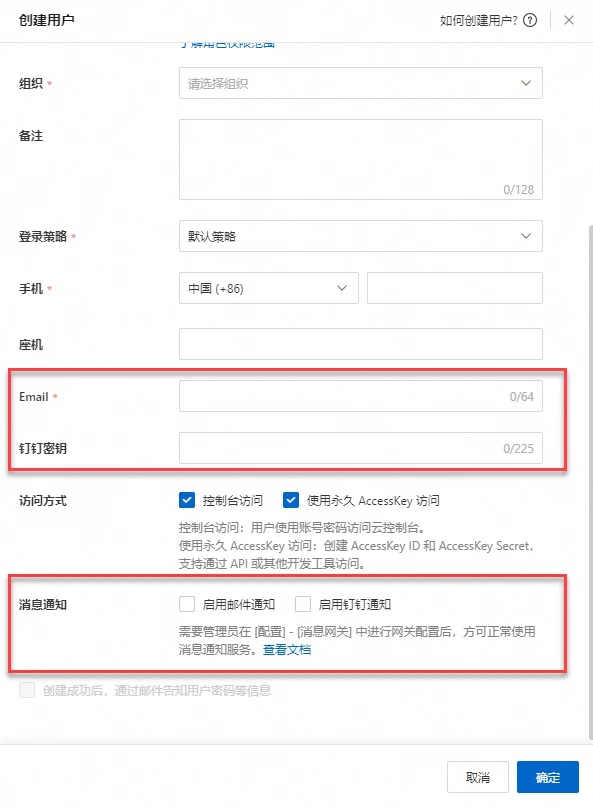 创建用户
如何创建用户?
了解角色权限范围
组织 *
请选择组织
备注
0/128
登录策略 *
默认策略
手机 *
中国 (+86)
座机
Email *
0/64
钉钉密钥
0/225
访问方式
控制台访问
使用永久 AccessKey 访问
控制台访问：用户使用账号密码访问云控制台。
使用永久 AccessKey 访问：创建 AccessKey ID 和 AccessKey Secret,
支持通过 API 或其他开发工具访问。
消息通知
启用邮件通知
启用钉钉通知
需要管理员在 [配置] - [消息网关] 中进行网关配置后，方可正常使用
消息通知服务。查看文档
创建成功后，通过邮件告知用户密码等信息
取消
确定